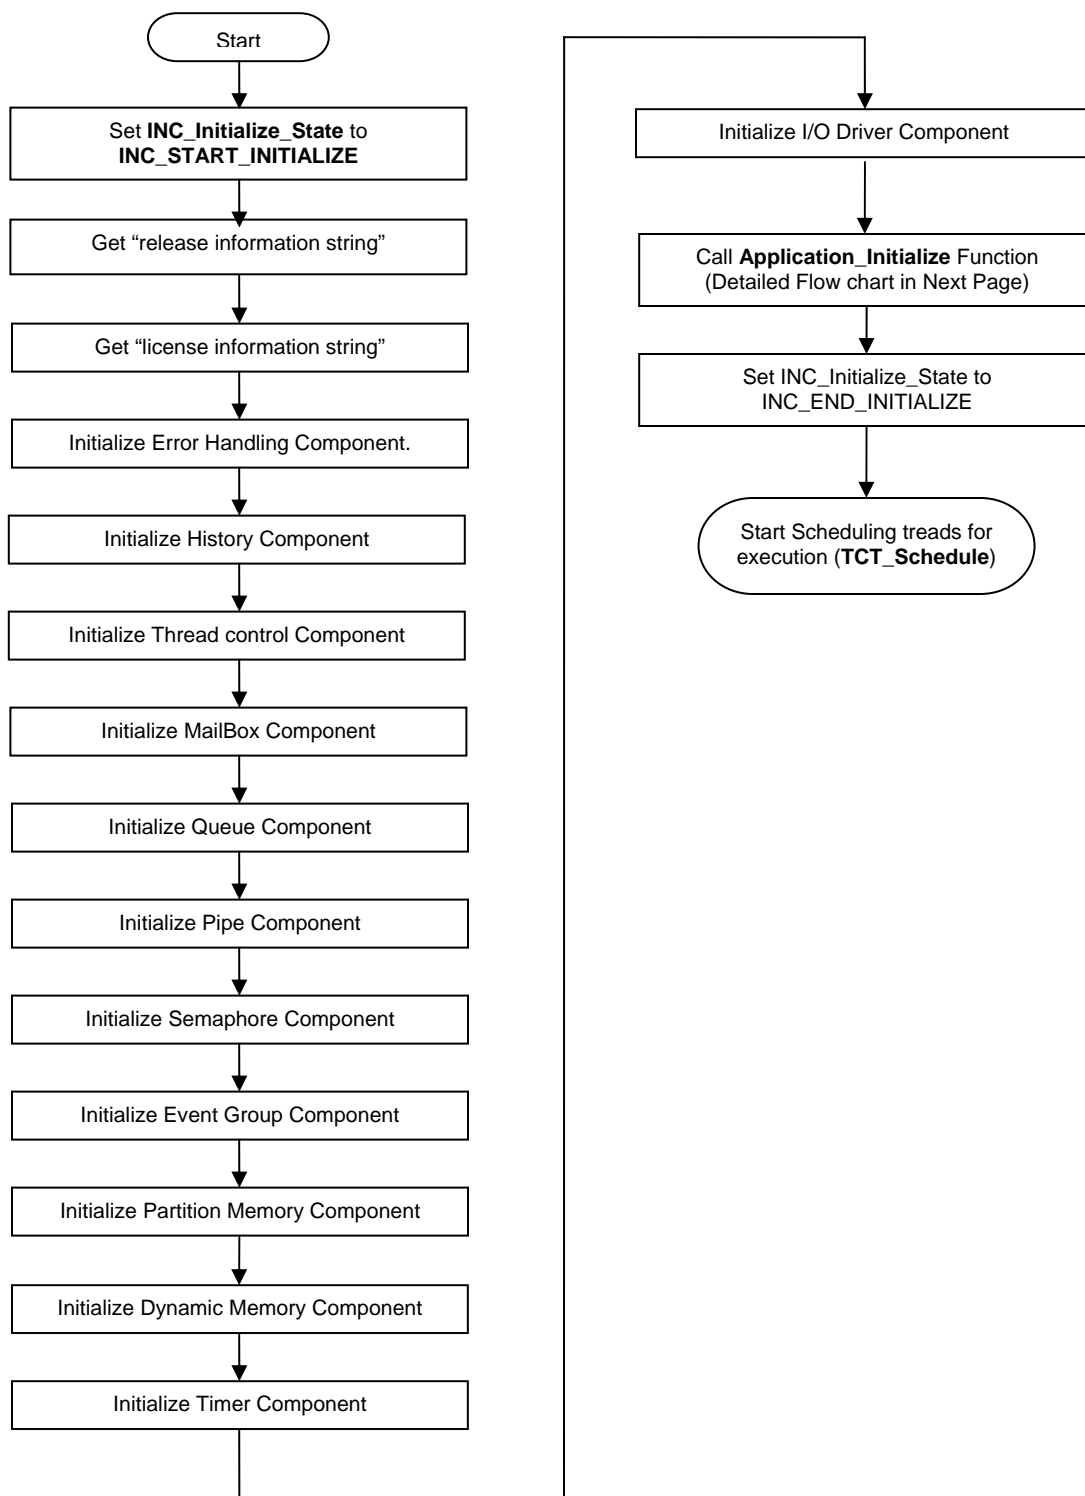 Start
Set INC_Initialize_State to
INC_START_INITIALIZE
Get “release information string”
Get “license information string”
Initialize Error Handling Component.
Initialize History Component
Initialize Thread control Component
Initialize MailBox Component
Initialize Queue Component
Initialize Pipe Component
Initialize Semaphore Component
Initialize Event Group Component
Initialize Partition Memory Component
Initialize Dynamic Memory Component
Initialize Timer Component
Initialize I/O Driver Component
Call Application_Initialize Function
(Detailed Flow chart in Next Page)
Set INC_Initialize_State to
INC_END_INITIALIZE
Start Scheduling treads for
execution (TCT_Schedule)